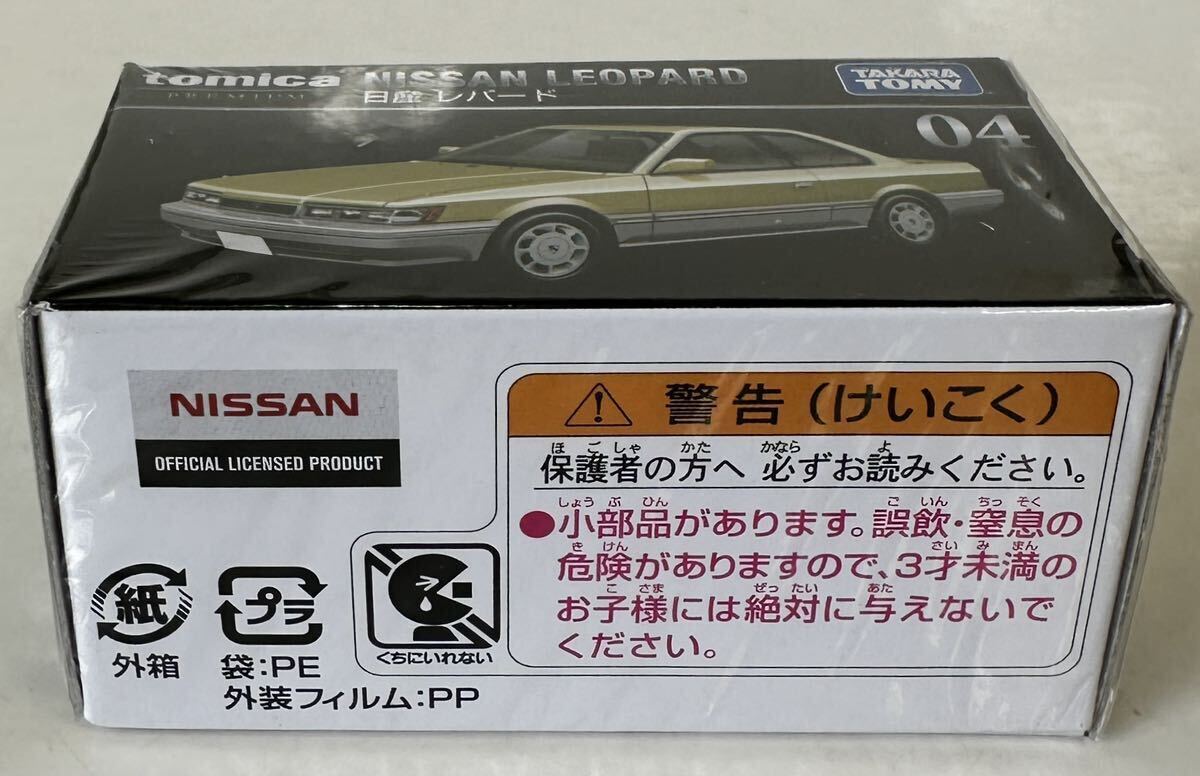 tomica NISSAN LEOPARD
PREMIUM 日産 レパード
TAKARA
TOMY
04
NISSAN
OFFICIAL LICENSED PRODUCT
警告(けいこく)
ほごしゃ かた かなら よ
保護者の方へ 必ずお読みください。
しょうぶひん ごいん ちっそく
●小部品があります。誤飲・窒息の
きけん さいみまん
危険がありますので、3才未満の
こさま ぜったい あた
お子様には絶対に与えないで
ください。
くちにいれない
紙
外箱
プラ
袋:PE
外装フィルム:PP